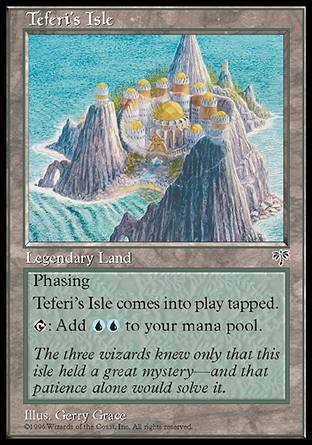 Teferi's Isle
Legendary Land
Phasing
Teferi's Isle comes into play tapped.
: Add to your mana pool.
The three wizards knew only that this
isle held a great mystery—and that
patience alone would solve it.
Illus. Gerry Grace
©1996 Wizards of the Coast, Inc. All rights reserved.